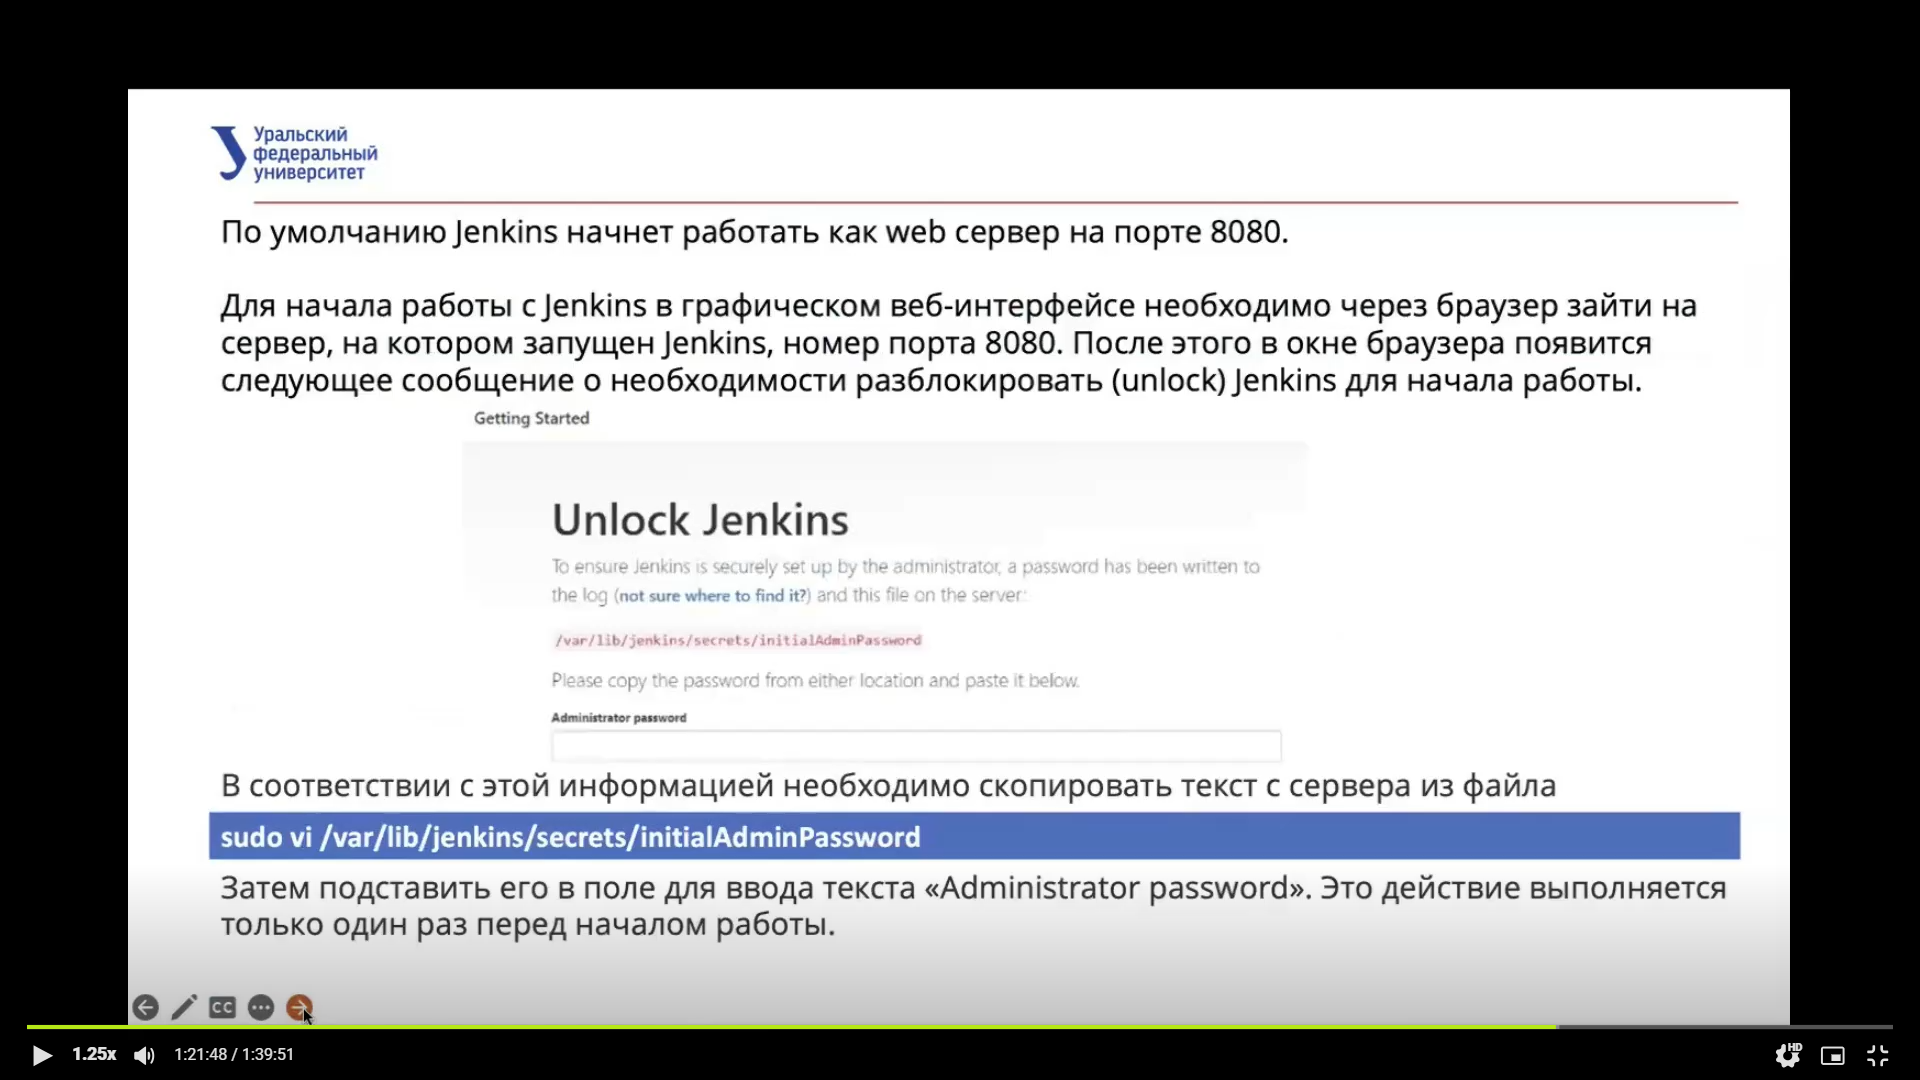 Уральский
федеральный
университет
По умолчанию Jenkins начнет работать как web сервер на порте 8080.
Для начала работы с Jenkins в графическом веб-интерфейсе необходимо через браузер зайти на
сервер, на котором запущен Jenkins, номер порта 8080. После этого в окне браузера появится
следующее сообщение о необходимости разблокировать (unlock) Jenkins для начала работы.
Getting Started
Unlock Jenkins
To ensure Jenkins is securely set up by the administrator, a password has been written to
the log (not sure where to find it?) and this file on the server:
/var/lib/jenkins/secrets/initialAdminPassword
Please copy the password from either location and paste it below.
Administrator password
В соответствии с этой информацией необходимо скопировать текст с сервера из файла
sudo vi /var/lib/jenkins/secrets/initialAdminPassword
Затем подставить его в поле для ввода текста «Administrator password». Это действие выполняется
только один раз перед началом работы.
CC
1.25x 1:21:48 / 1:39:51 HD